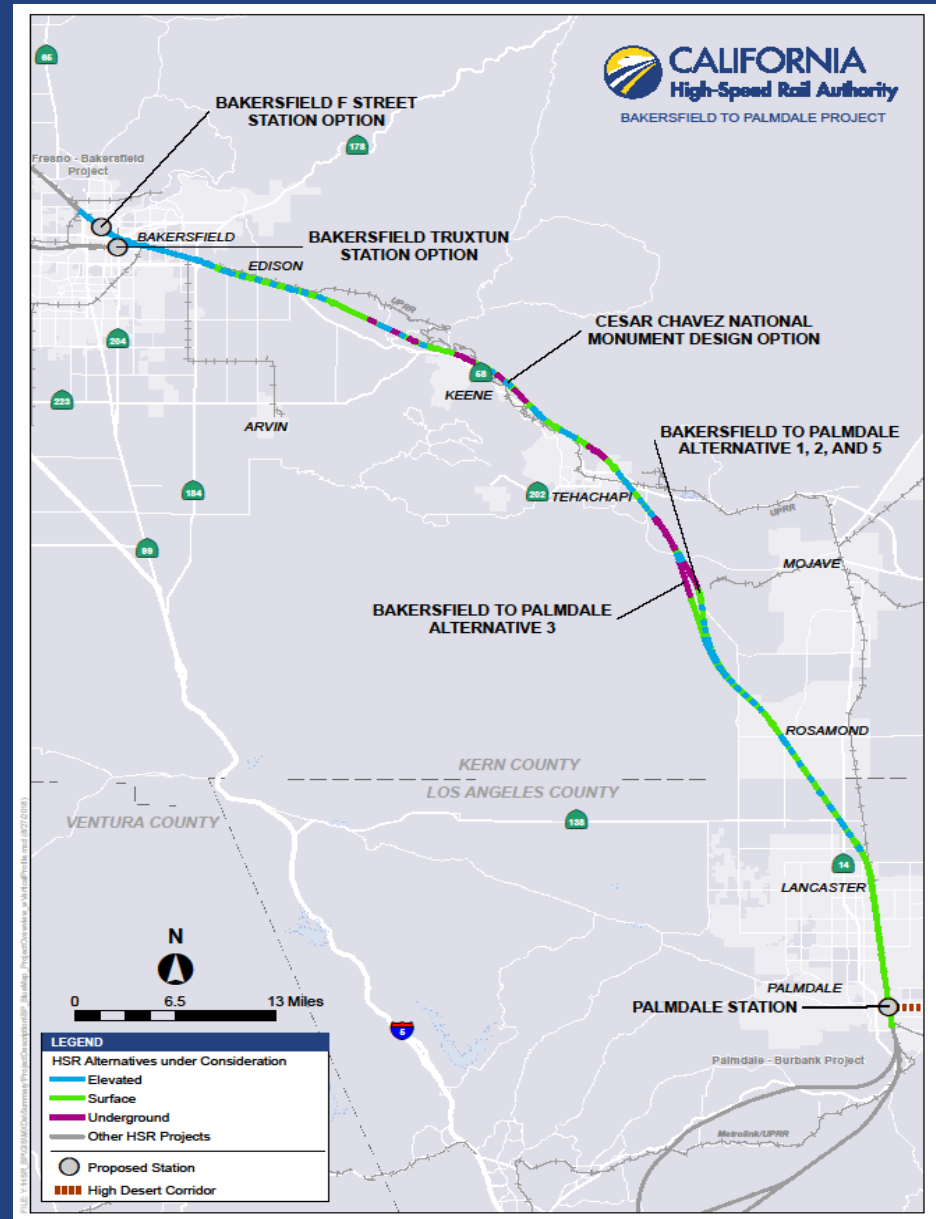 CALIFORNIA
High-Speed Rail Authority
BAKERSFIELD TO PALMDALE PROJECT
65
BAKERSFIELD F STREET
STATION OPTION
178
Fresno - Bakersfield
Project
BAKERSFIELD
BAKERSFIELD TRUXTUN
STATION OPTION
EDISON
UPRR
CESAR CHAVEZ NATIONAL
MONUMENT DESIGN OPTION
204
58
KEENE
223
ARVIN
BAKERSFIELD TO PALMDALE
ALTERNATIVE 1, 2, AND 5
184
202
TEHACHAPI
UPRR
99
MOJAVE
BAKERSFIELD TO PALMDALE
ALTERNATIVE 3
ROSAMOND
KERN COUNTY
LOS ANGELES COUNTY
VENTURA COUNTY
138
14
LANCASTER
N
0 6.5 13 Miles
PALMDALE
PALMDALE STATION
5
Palmdale - Burbank Project
Metrolink/UPRR
LEGEND
HSR Alternatives under Consideration
Elevated
Surface
Underground
Other HSR Projects
Proposed Station
High Desert Corridor